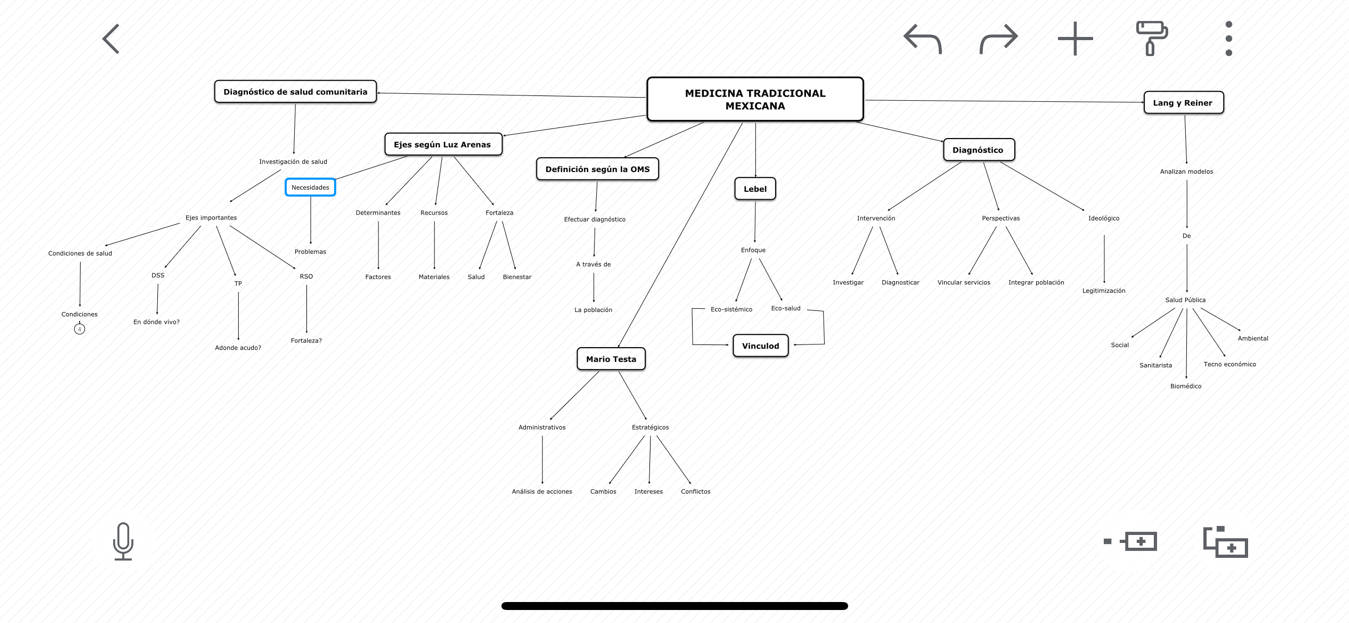 MEDICINA TRADICIONAL
MEXICANA
Diagnóstico de salud comunitaria
Investigación de salud
Ejes importantes
Condiciones de salud
Condiciones
4
DSS
En dónde vivo?
TP
Adonde acudo?
RSO
Fortaleza?
Ejes según Luz Arenas
Necesidades
Problemas
Determinantes
Factores
Recursos
Materiales
Fortaleza
Salud
Bienestar
Definición según la OMS
Efectuar diagnóstico
A través de
La población
Mario Testa
Administrativos
Análisis de acciones
Estratégicos
Cambios
Intereses
Conflictos
Lebel
Enfoque
Eco-sistémico
Eco-salud
Vinculod
Diagnóstico
Intervención
Investigar
Diagnosticar
Perspectivas
Vincular servicios
Integrar población
Ideológico
Legitimización
Lang y Reiner
Analizan modelos
De
Salud Pública
Social
Sanitarista
Biomédico
Tecno económico
Ambiental